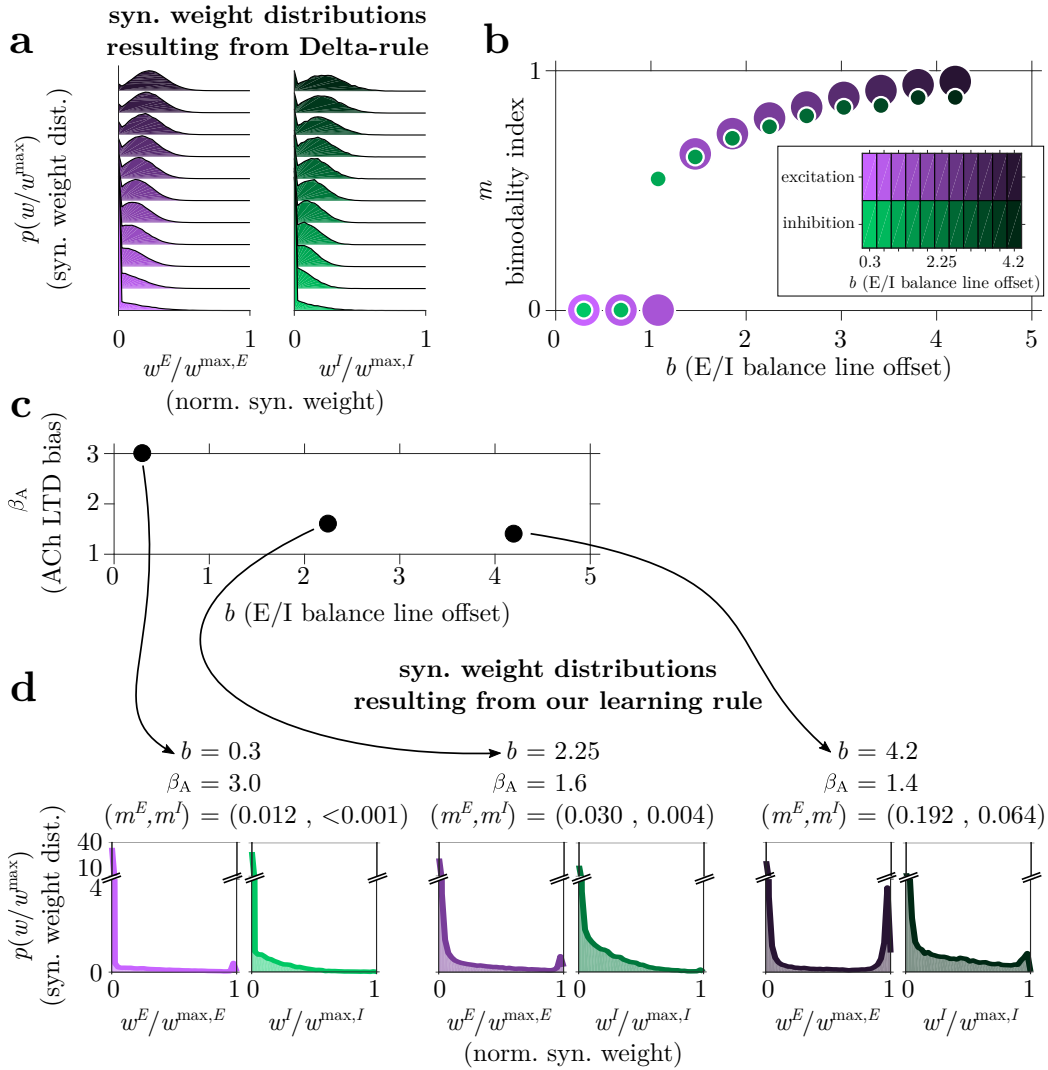 a
syn. weight distributions
resulting from Delta-rule
p(w/w^max)
(syn. weight dist.)
0 1
0 1
w^E/w^max,E
w^I/w^max,I
(norm. syn. weight)
b
1
0
m
bimodality index
0 1 2 3 4 5
b (E/I balance line offset)
excitation
inhibition
0.3 2.25 4.2
b (E/I balance line offset)
c
3
2
1
β_A
(ACh LTD bias)
0 1 2 3 4 5
b (E/I balance line offset)
d
syn. weight distributions
resulting from our learning rule
b = 0.3
β_A = 3.0
(m^E,m^I) = (0.012 , <0.001)
b = 2.25
β_A = 1.6
(m^E,m^I) = (0.030 , 0.004)
b = 4.2
β_A = 1.4
(m^E,m^I) = (0.192 , 0.064)
p(w/w^max)
(syn. weight dist.)
40
10
4
0
0 1 0 1
0 1 0 1
0 1 0 1
w^E/w^max,E
w^I/w^max,I
w^E/w^max,E
w^I/w^max,I
w^E/w^max,E
w^I/w^max,I
(norm. syn. weight)